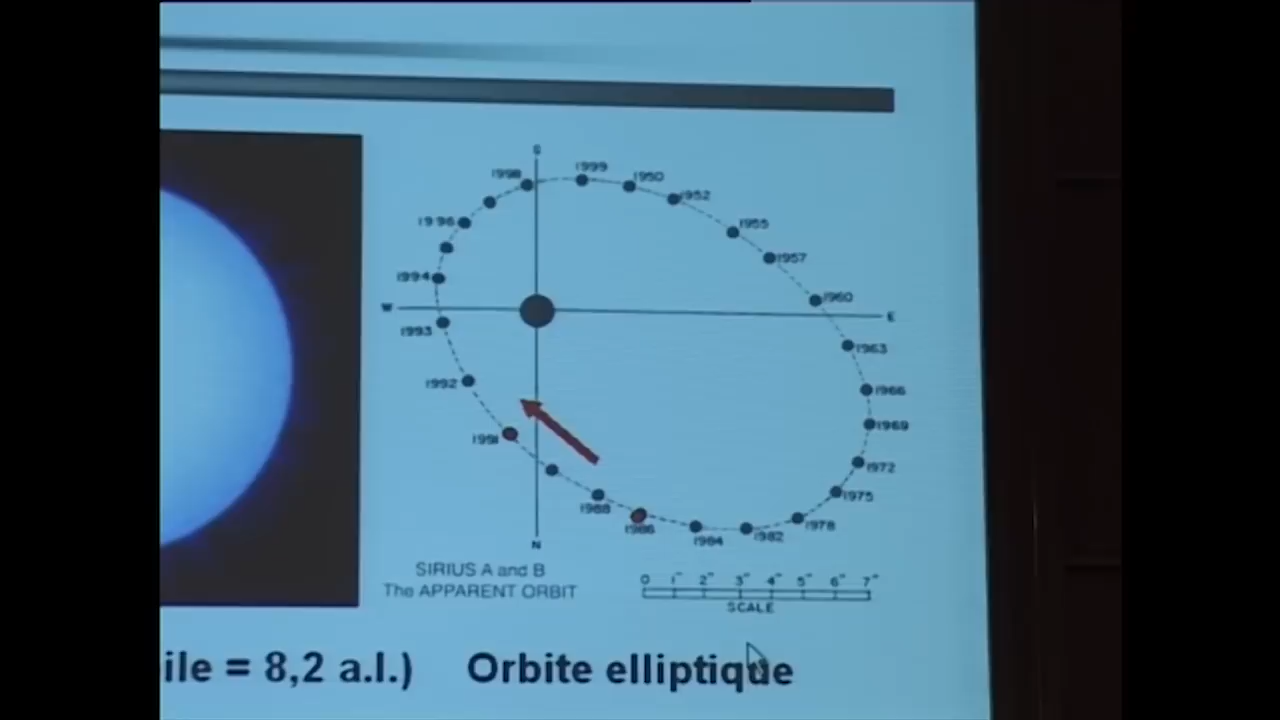 S
1998 1999 1950
1952
1996
1955
1957
1994
1960
W E
1993
1963
1992
1966
1991 1969
1972
1988 1975
1986 1978
1984 1982
N
SIRIUS A and B
The APPARENT ORBIT
0 1" 2" 3" 4" 5" 6" 7"
SCALE
ile = 8,2 a.l.) Orbite elliptique